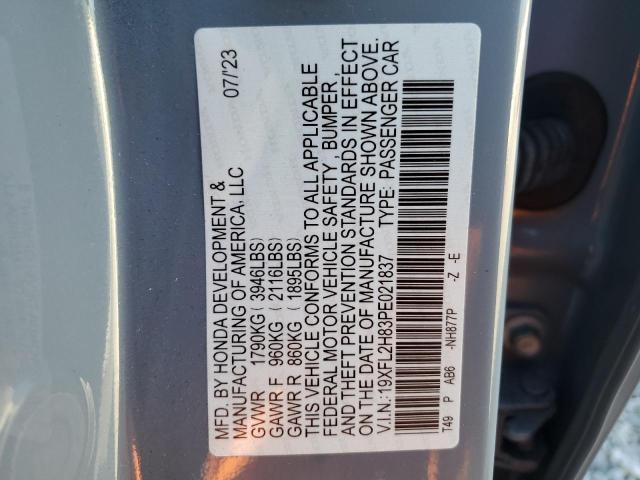 MFD. BY HONDA DEVELOPMENT & 07/'23
MANUFACTURING OF AMERICA, LLC
GVWR 1790KG (3946LBS)
GAWR F 960KG (2116LBS)
GAWR R 860KG (1895LBS)
THIS VEHICLE CONFORMS TO ALL APPLICABLE
FEDERAL MOTOR VEHICLE SAFETY, BUMPER,
AND THEFT PREVENTION STANDARDS IN EFFECT
ON THE DATE OF MANUFACTURE SHOWN ABOVE.
V.I.N.: 19XFL2H83PE021837 TYPE: PASSENGER CAR
T49 P AB6 -NH877P -Z -E